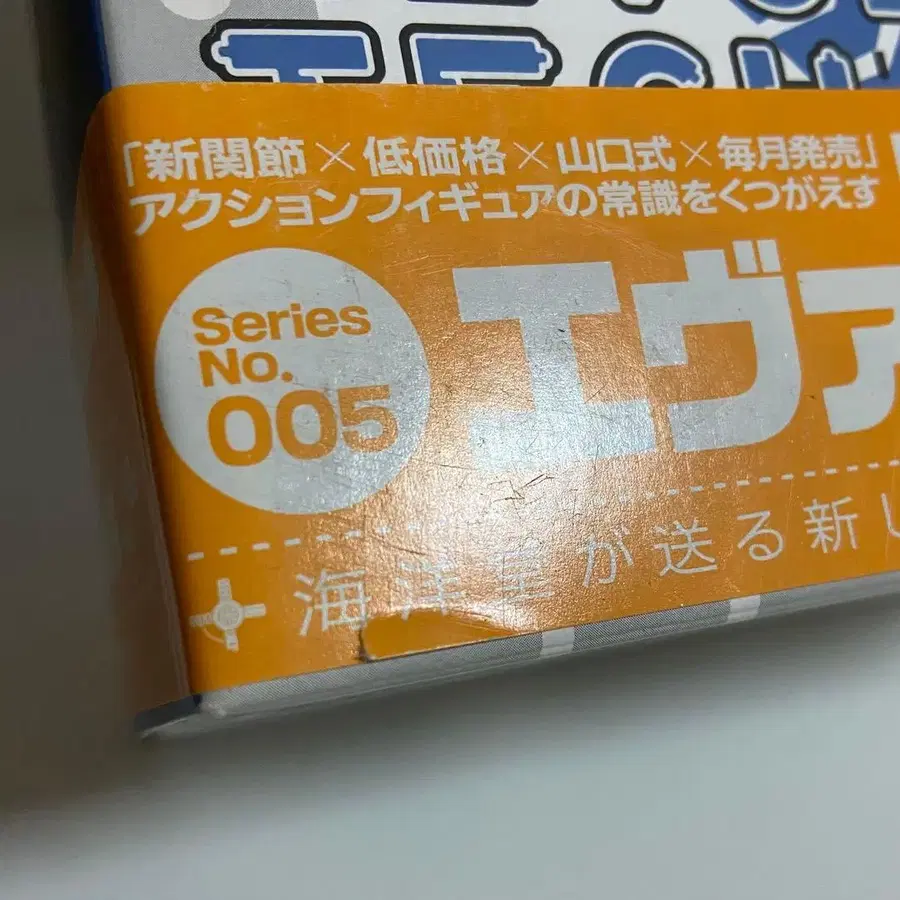 TECH
「新関節×低価格×山口式×毎月発売」
アクションフィギュアの常識をくつがえす
Series
No.
005
エヴァ
海洋堂が送る新し